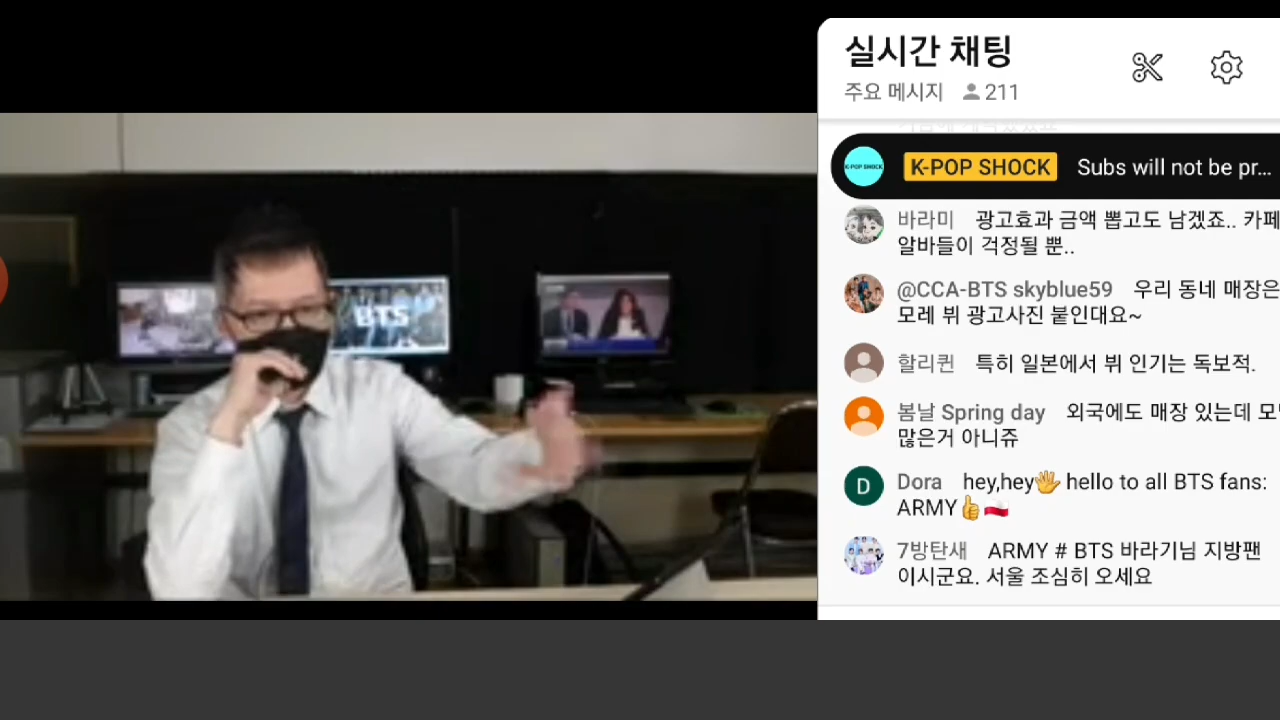 실시간 채팅
주요 메시지 211
K-POP SHOCK Subs will not be pr...
바라미 광고효과 금액 뽑고도 남겠죠.. 카페
알바들이 걱정될 뿐..
@CCA-BTS skyblue59 우리 동네 매장은
모레 뷔 광고사진 붙인대요~
할리퀸 특히 일본에서 뷔 인기는 독보적.
봄날 Spring day 외국에도 매장 있는데
많은거 아니쥬
D Dora hey,hey🖐 hello to all BTS fans:
ARMY👍🇵🇱
7방탄새 ARMY # BTS 바라기님 지방팬
이시군요. 서울 조심히 오세요
BTS